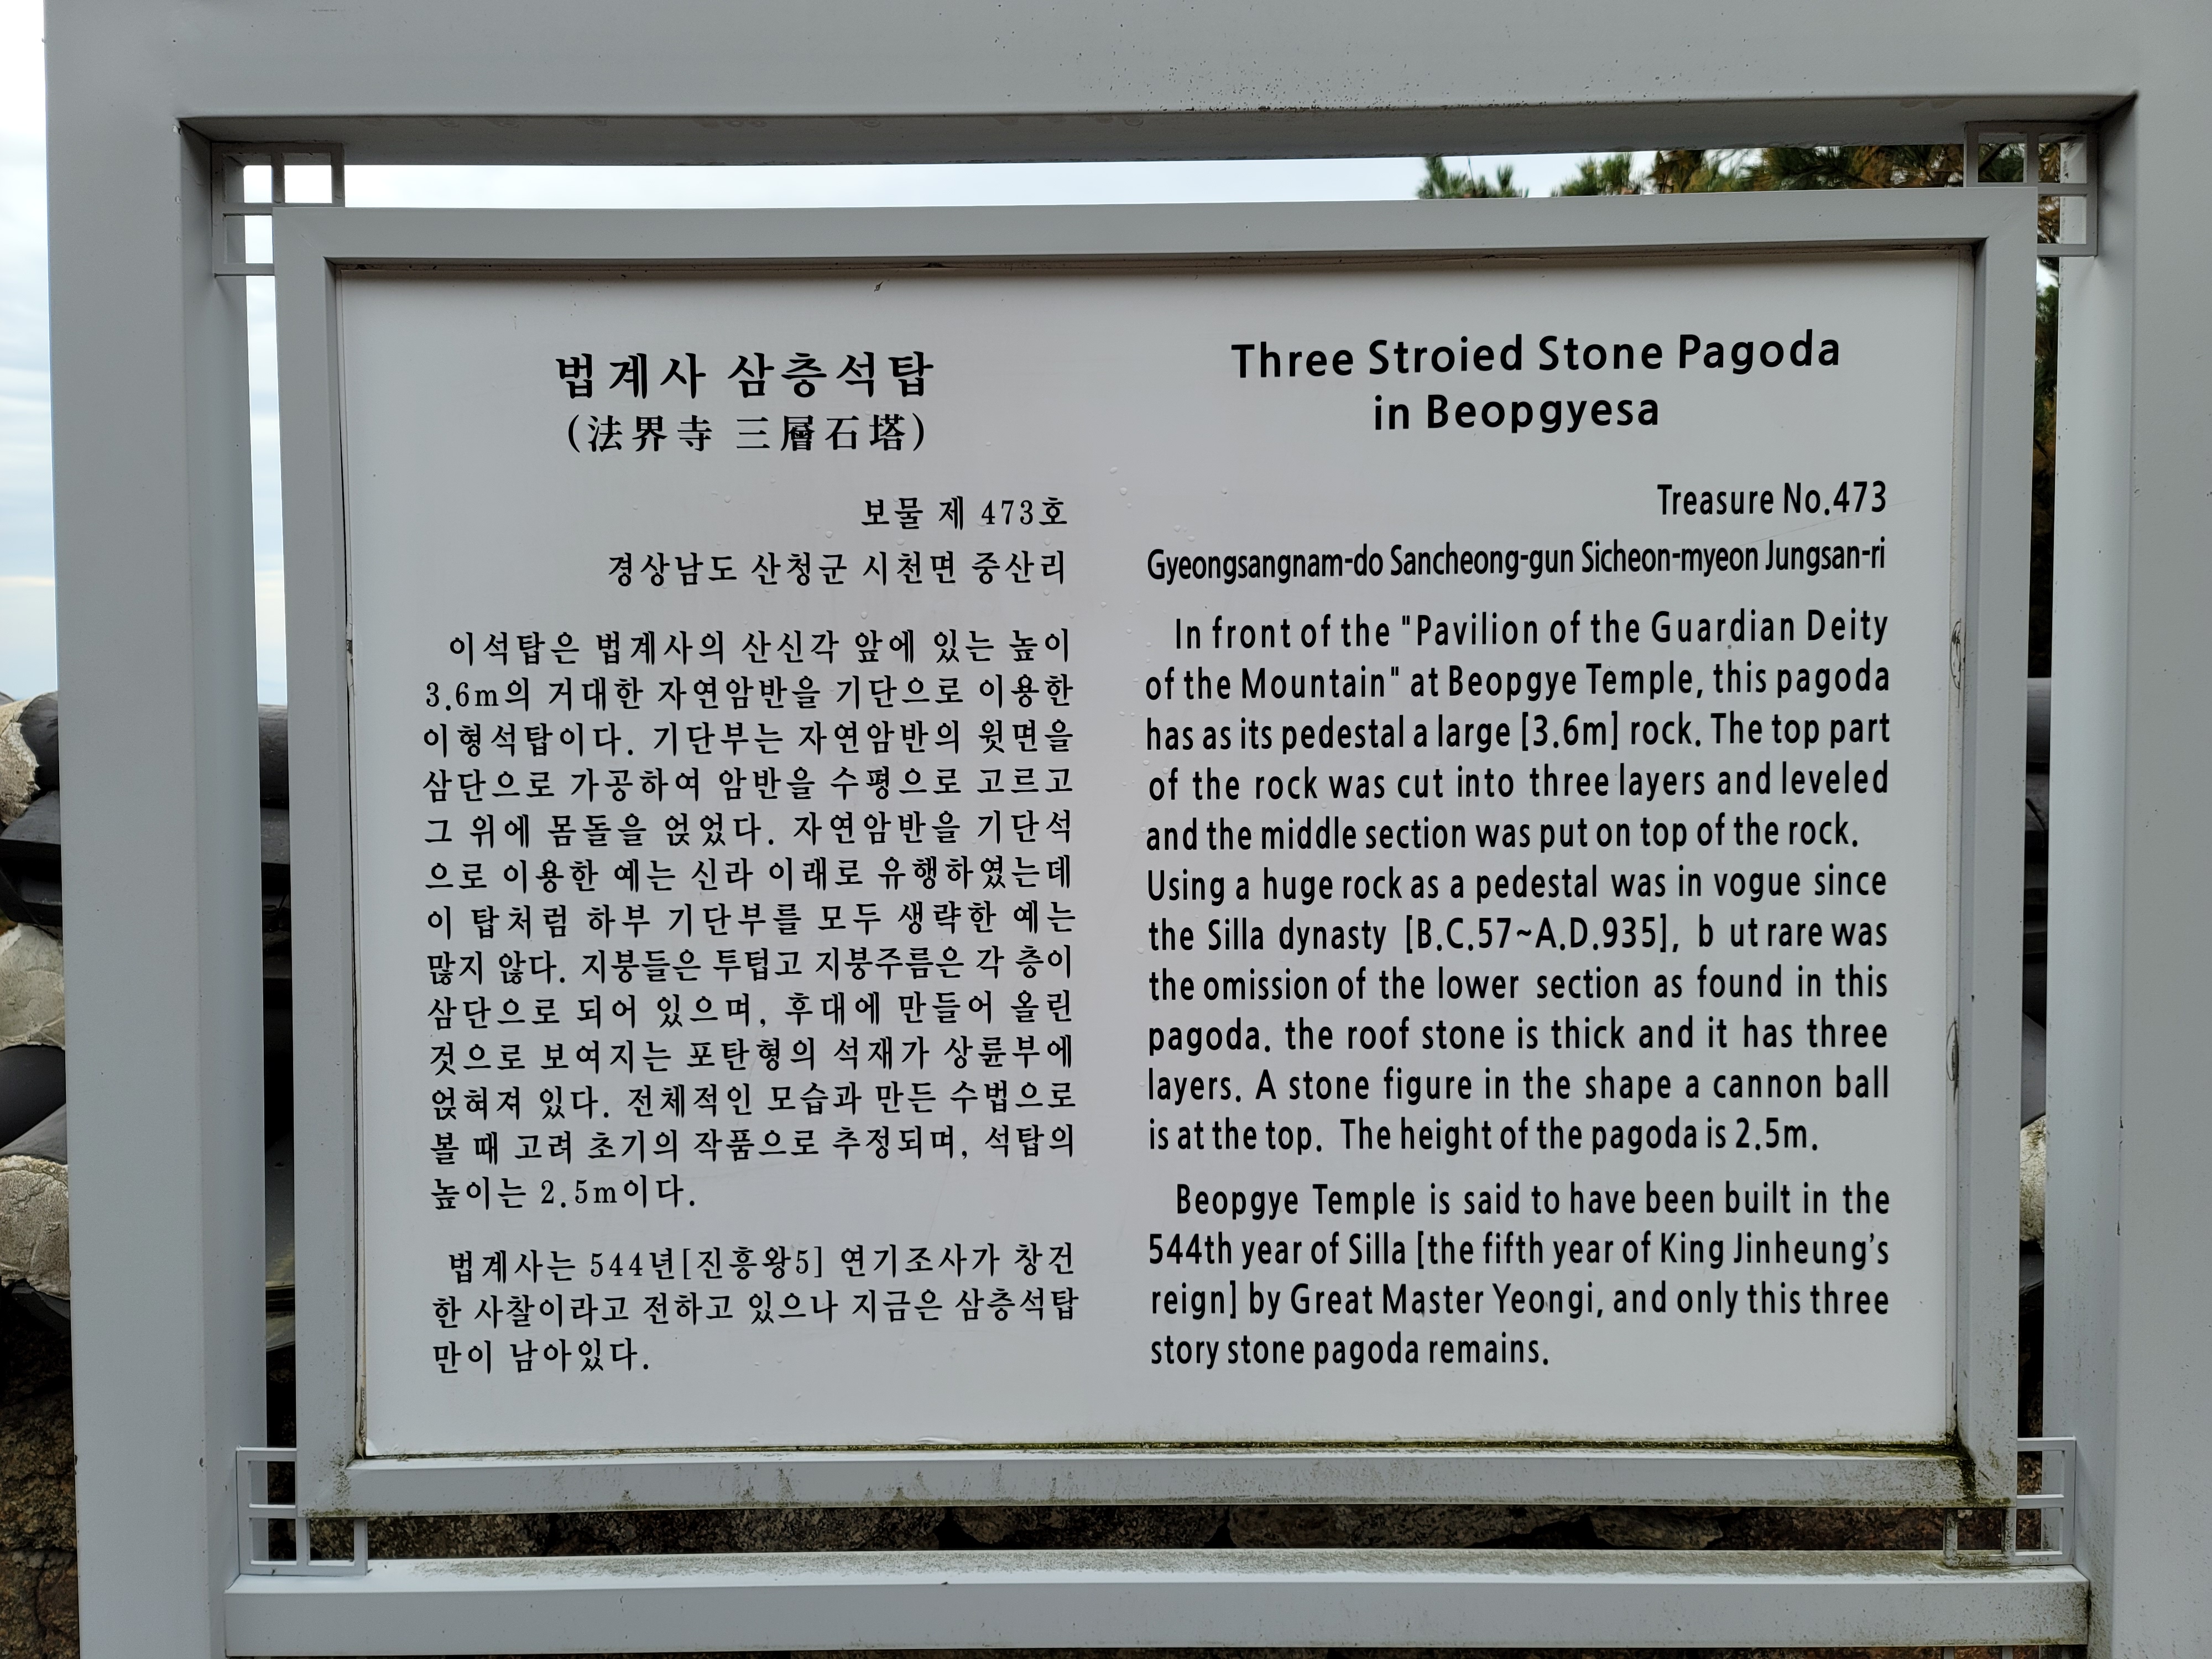 법계사 삼층석탑
(法界寺 三層石塔)
보물 제 473호
경상남도 산청군 시천면 중산리
이석탑은 법계사의 산신각 앞에 있는 높이
3.6m의 거대한 자연암반을 기단으로 이용한
이형석탑이다. 기단부는 자연암반의 윗면을
삼단으로 가공하여 암반을 수평으로 고르고
그 위에 몸돌을 얹었다. 자연암반을 기단석
으로 이용한 예는 신라 이래로 유행하였는데
이 탑처럼 하부 기단부를 모두 생략한 예는
많지 않다. 지붕들은 투텁고 지붕주름은 각 층이
삼단으로 되어 있으며, 후대에 만들어 올린
것으로 보여지는 포탄형의 석재가 상륜부에
얹혀져 있다. 전체적인 모습과 만든 수법으로
볼 때 고려 초기의 작품으로 추정되며, 석탑의
높이는 2.5m이다.
법계사는 544년[진흥왕5] 연기조사가 창건
한 사찰이라고 전하고 있으나 지금은 삼층석탑
만이 남아있다.
Three Stroied Stone Pagoda
in Beopgyesa
Treasure No.473
Gyeongsangnam-do Sancheong-gun Sicheon-myeon Jungsan-ri
In front of the "Pavilion of the Guardian Deity
of the Mountain" at Beopgye Temple, this pagoda
has as its pedestal a large [3.6m] rock. The top part
of the rock was cut into three layers and leveled
and the middle section was put on top of the rock.
Using a huge rock as a pedestal was in vogue since
the Silla dynasty [B.C.57~A.D.935], b ut rare was
the omission of the lower section as found in this
pagoda. the roof stone is thick and it has three
layers. A stone figure in the shape a cannon ball
is at the top. The height of the pagoda is 2.5m.
Beopgye Temple is said to have been built in the
544th year of Silla [the fifth year of King Jinheung's
reign] by Great Master Yeongi, and only this three
story stone pagoda remains.